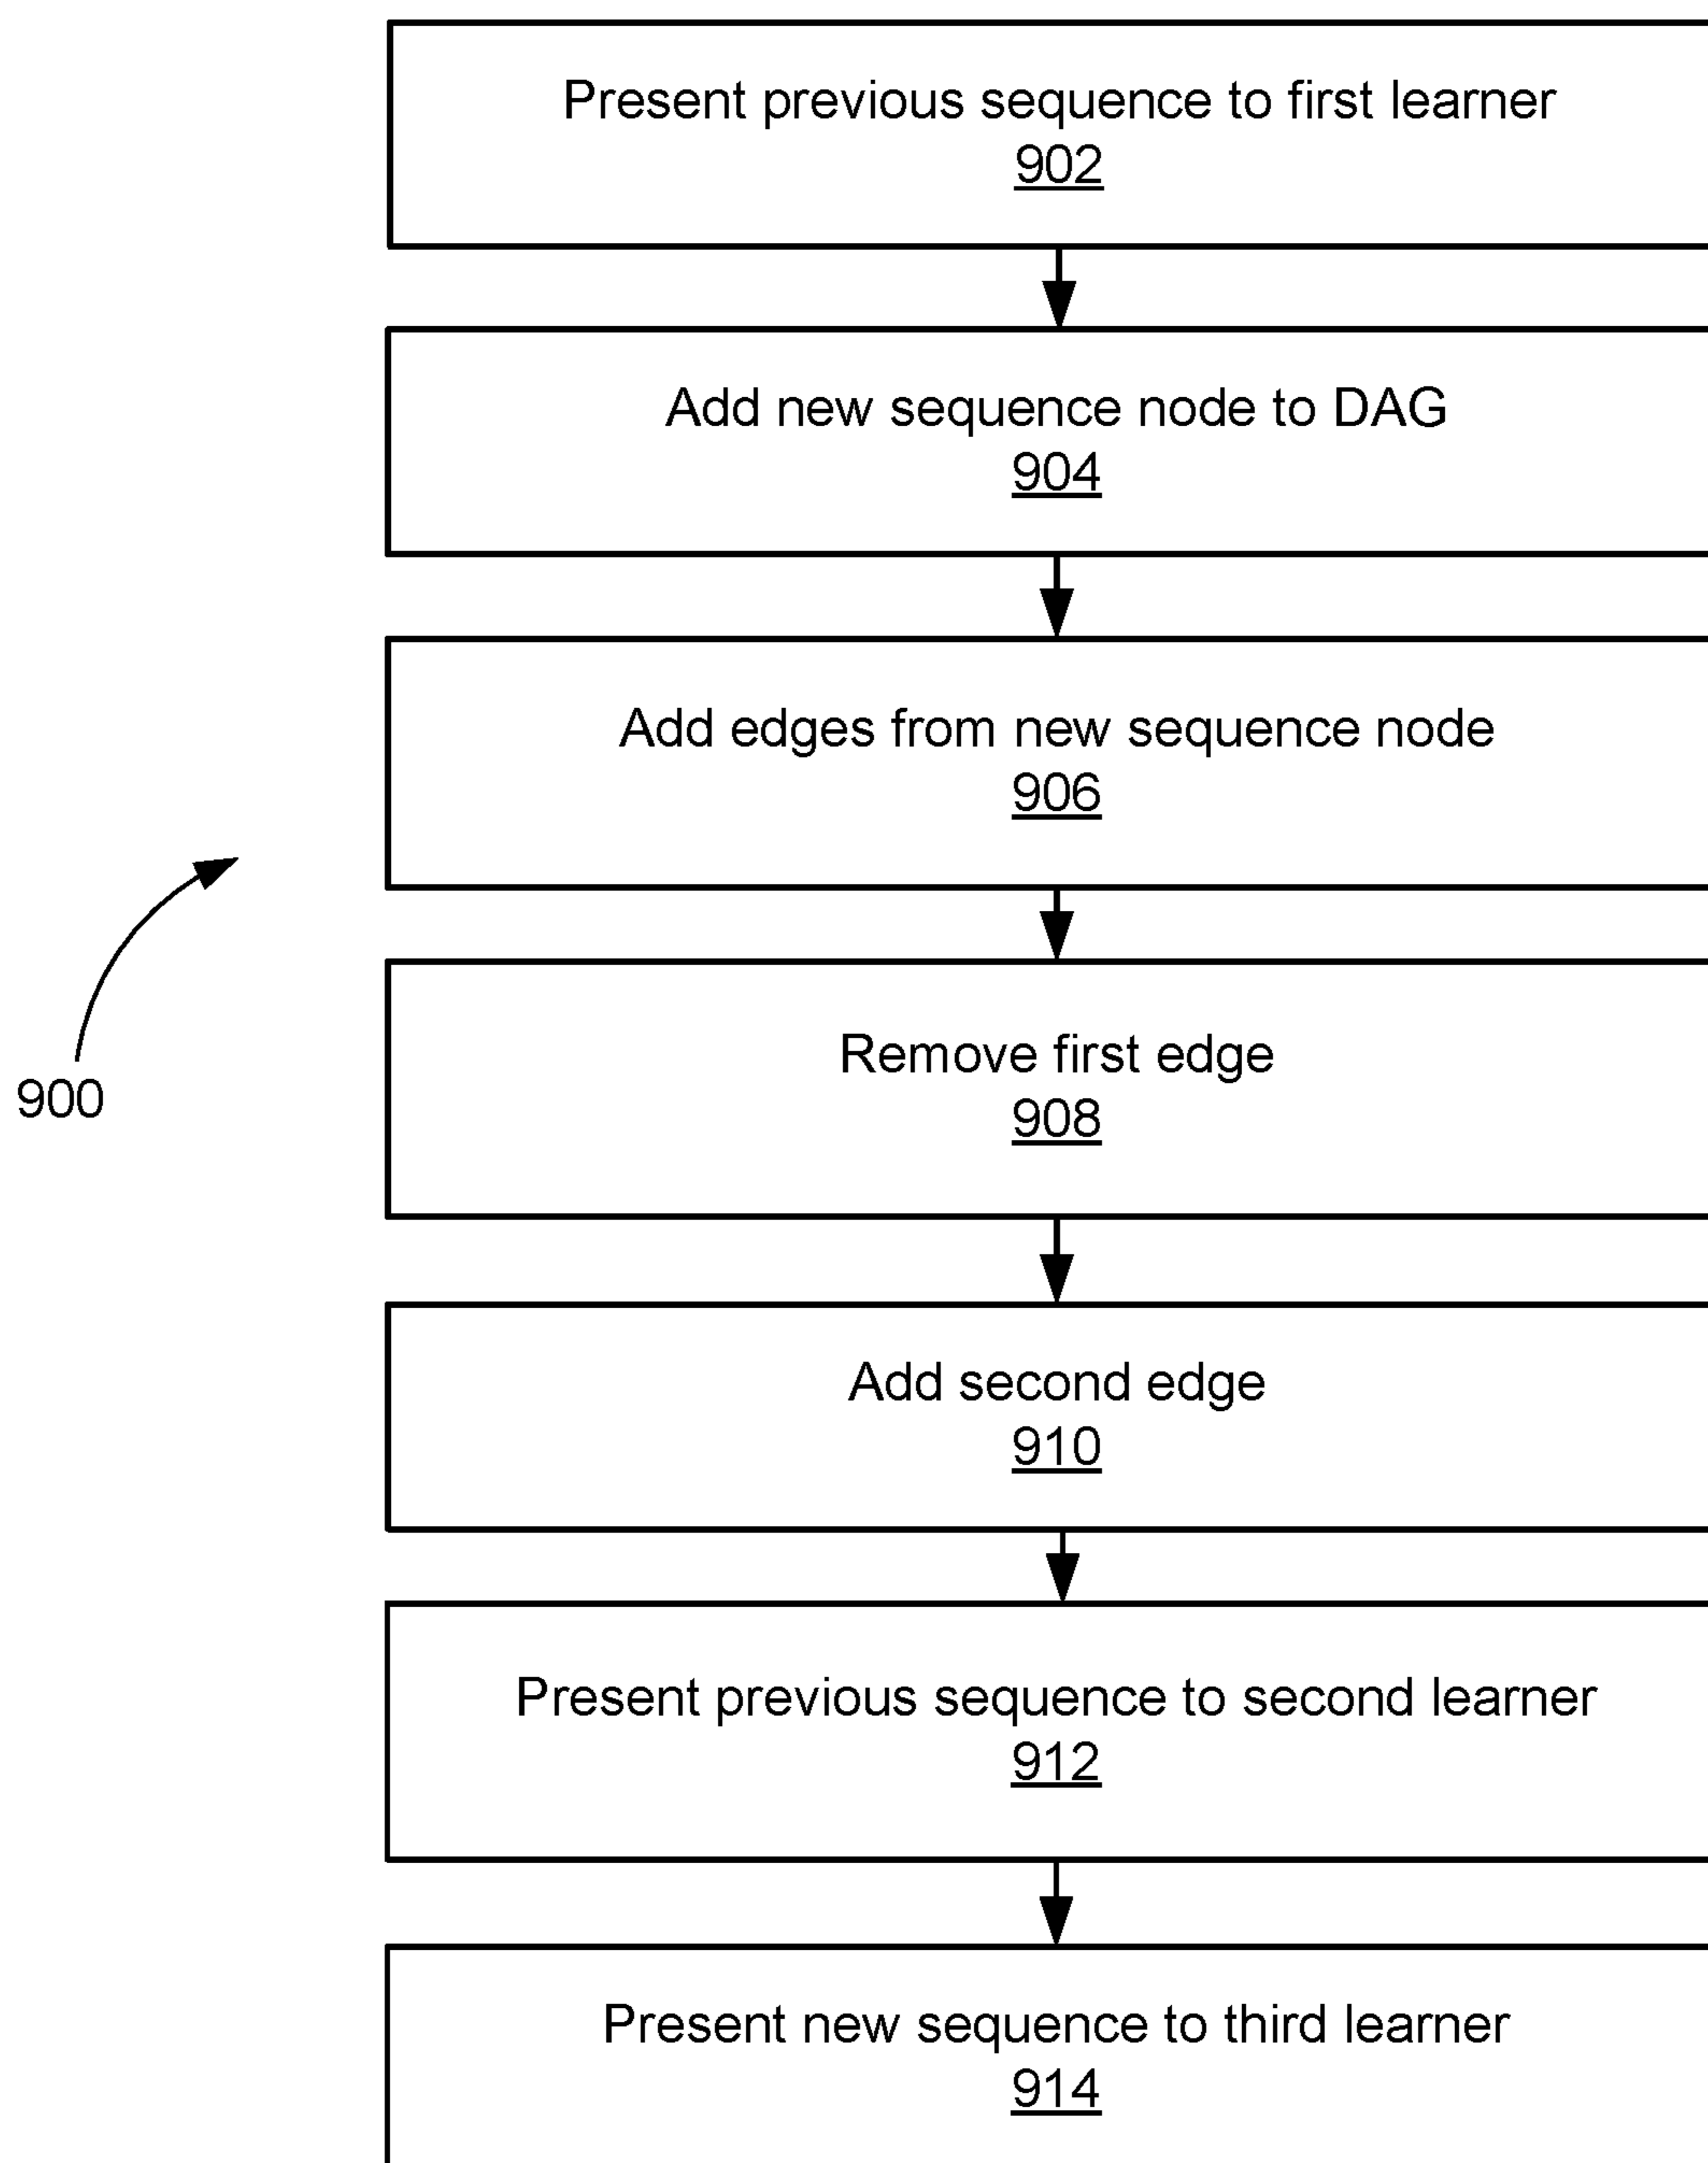 Present previous sequence to first learner
902
Add new sequence node to DAG
904
Add edges from new sequence node
906
900
Remove first edge
908
Add second edge
910
Present previous sequence to second learner
912
Present new sequence to third learner
914